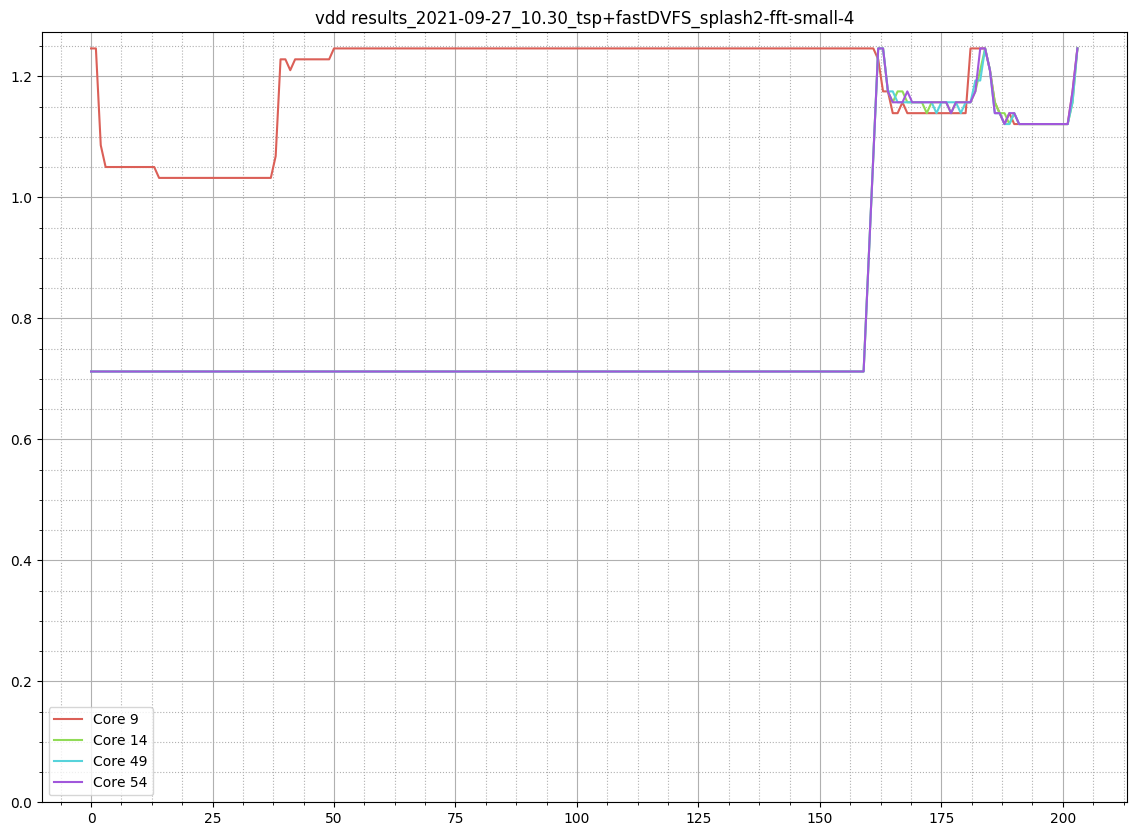 vdd results_2021-09-27_10.30_tsp+fastDVFS_splash2-fft-small-4
1.2
1.0
0.8
0.6
0.4
0.2
0.0
Core 9
Core 14
Core 49
Core 54
0 25 50 75 100 125 150 175 200